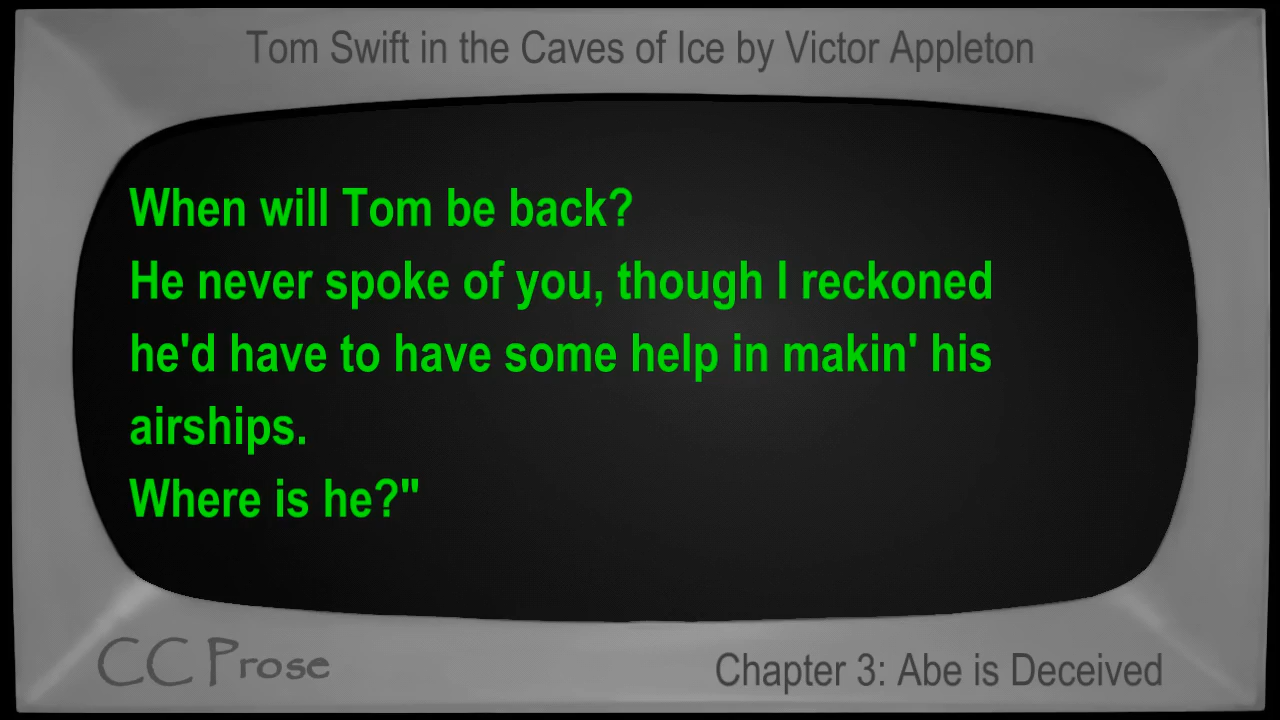 Tom Swift in the Caves of Ice by Victor Appleton
When will Tom be back?
He never spoke of you, though I reckoned
he'd have to have some help in makin' his
airships.
Where is he?"
CC Prose
Chapter 3: Abe is Deceived